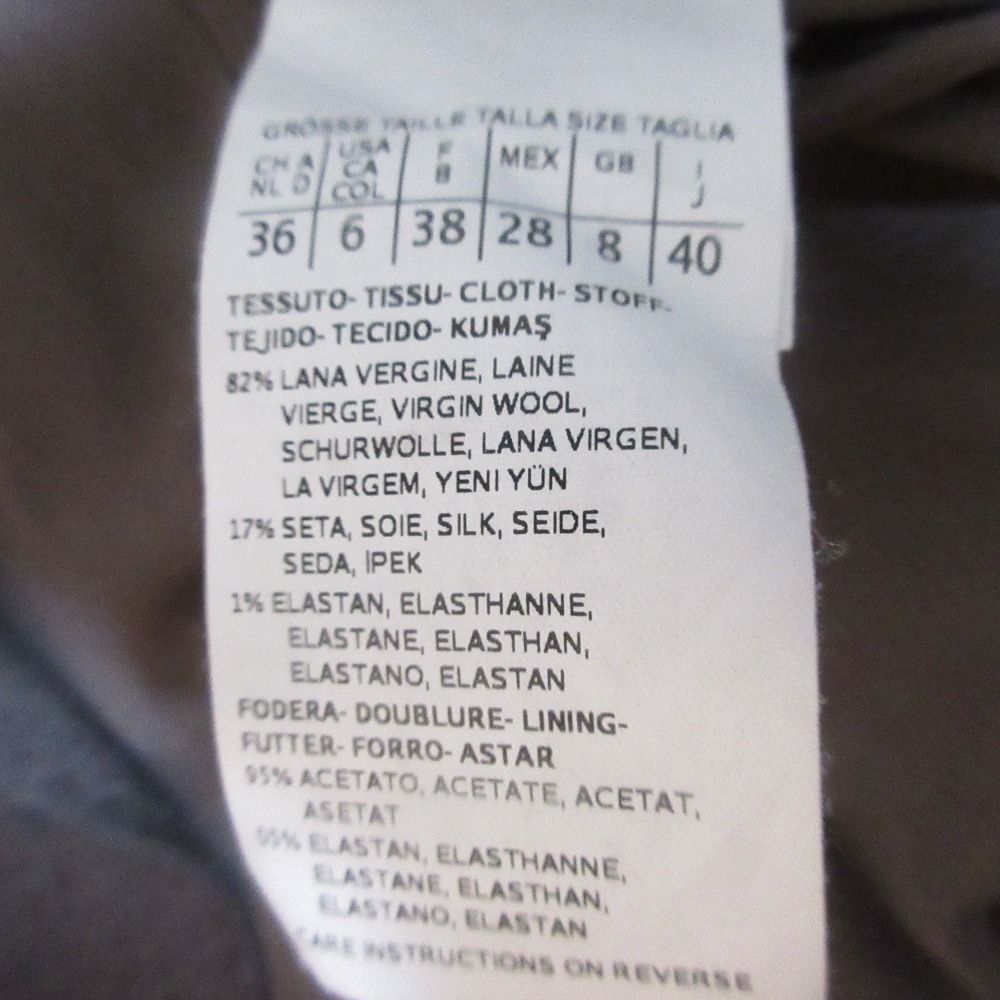 GRÖSSE TAILLE TALLA SIZE TAGLIA
CH A USA F MEX GB I
NL D CA B J
COL
36 6 38 28 8 40
TESSUTO- TISSU- CLOTH- STOFF-
TEJIDO- TECIDO- KUMAŞ
82% LANA VERGINE, LAINE
VIERGE, VIRGIN WOOL,
SCHURWOLLE, LANA VIRGEN,
LA VIRGEM, YENI YÜN
17% SETA, SOIE, SILK, SEIDE,
SEDA, İPEK
1% ELASTAN, ELASTHANNE,
ELASTANE, ELASTHAN,
ELASTANO, ELASTAN
FODERA- DOUBLURE- LINING-
FUTTER- FORRO- ASTAR
95% ACETATO, ACETATE, ACETAT,
ASETAT
05% ELASTAN, ELASTHANNE,
ELASTANE, ELASTHAN,
ELASTANO, ELASTAN
CARE INSTRUCTIONS ON REVERSE